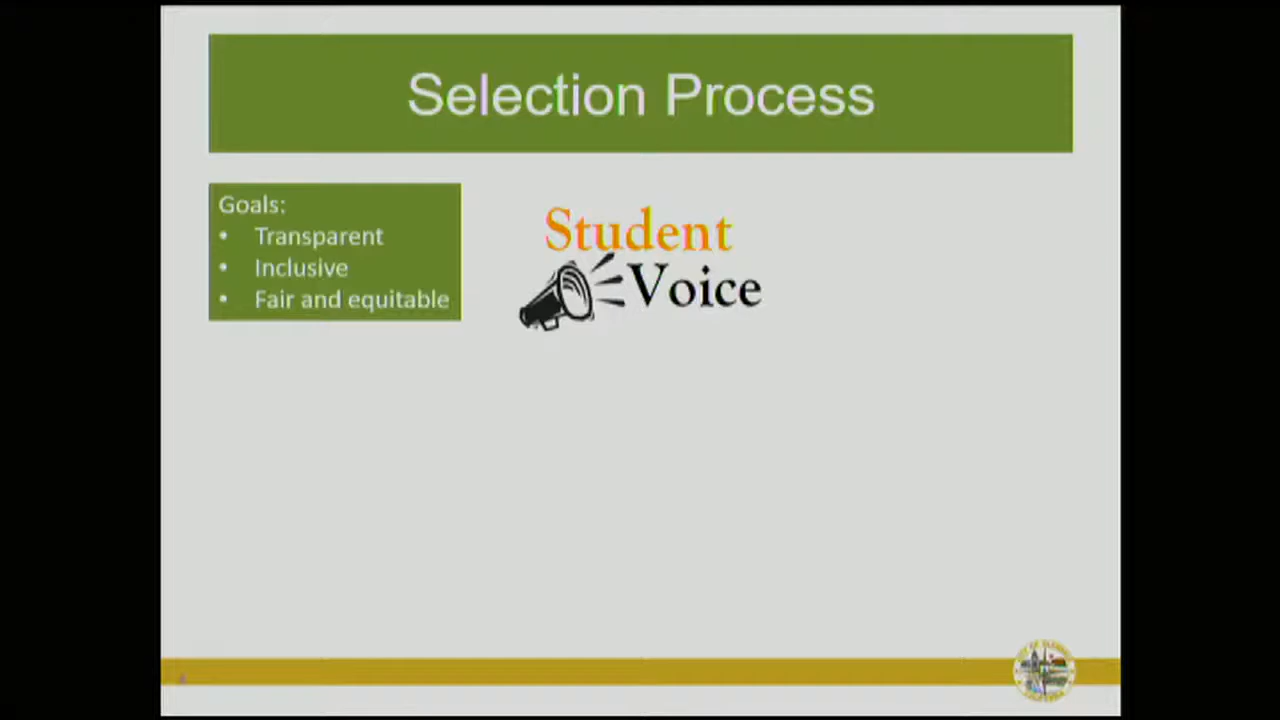 Selection Process
Goals:
• Transparent
• Inclusive
• Fair and equitable
Student
Voice